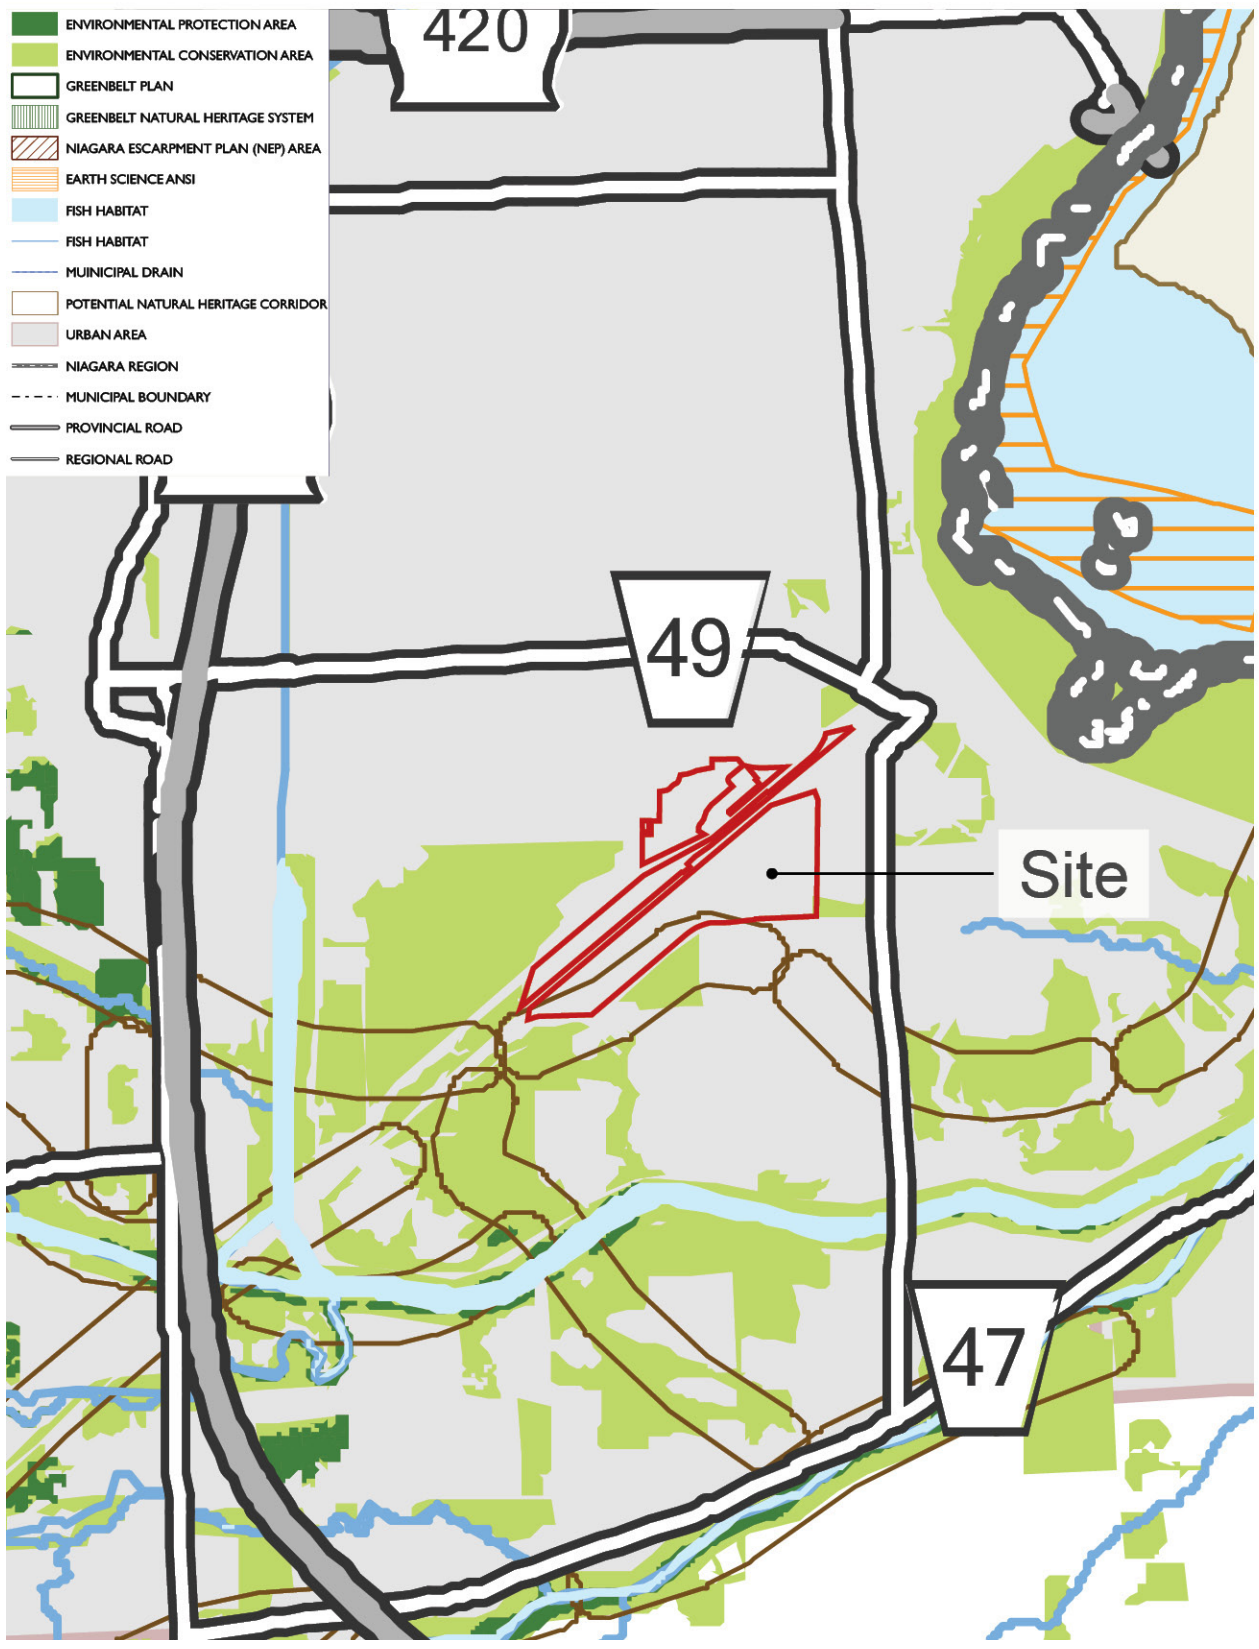 ENVIRONMENTAL PROTECTION AREA
ENVIRONMENTAL CONSERVATION AREA
GREENBELT PLAN
GREENBELT NATURAL HERITAGE SYSTEM
NIAGARA ESCARPMENT PLAN (NEP) AREA
EARTH SCIENCE ANSI
FISH HABITAT
FISH HABITAT
MUINICIPAL DRAIN
POTENTIAL NATURAL HERITAGE CORRIDOR
URBAN AREA
NIAGARA REGION
MUNICIPAL BOUNDARY
PROVINCIAL ROAD
REGIONAL ROAD
420
49
Site
47